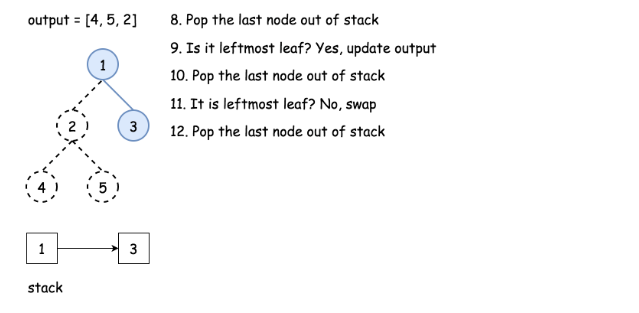 output = [4, 5, 2]
8. Pop the last node out of stack
9. Is it leftmost leaf? Yes, update output
10. Pop the last node out of stack
11. It is leftmost leaf? No, swap
12. Pop the last node out of stack
1
2
3
4
5
1
3
stack